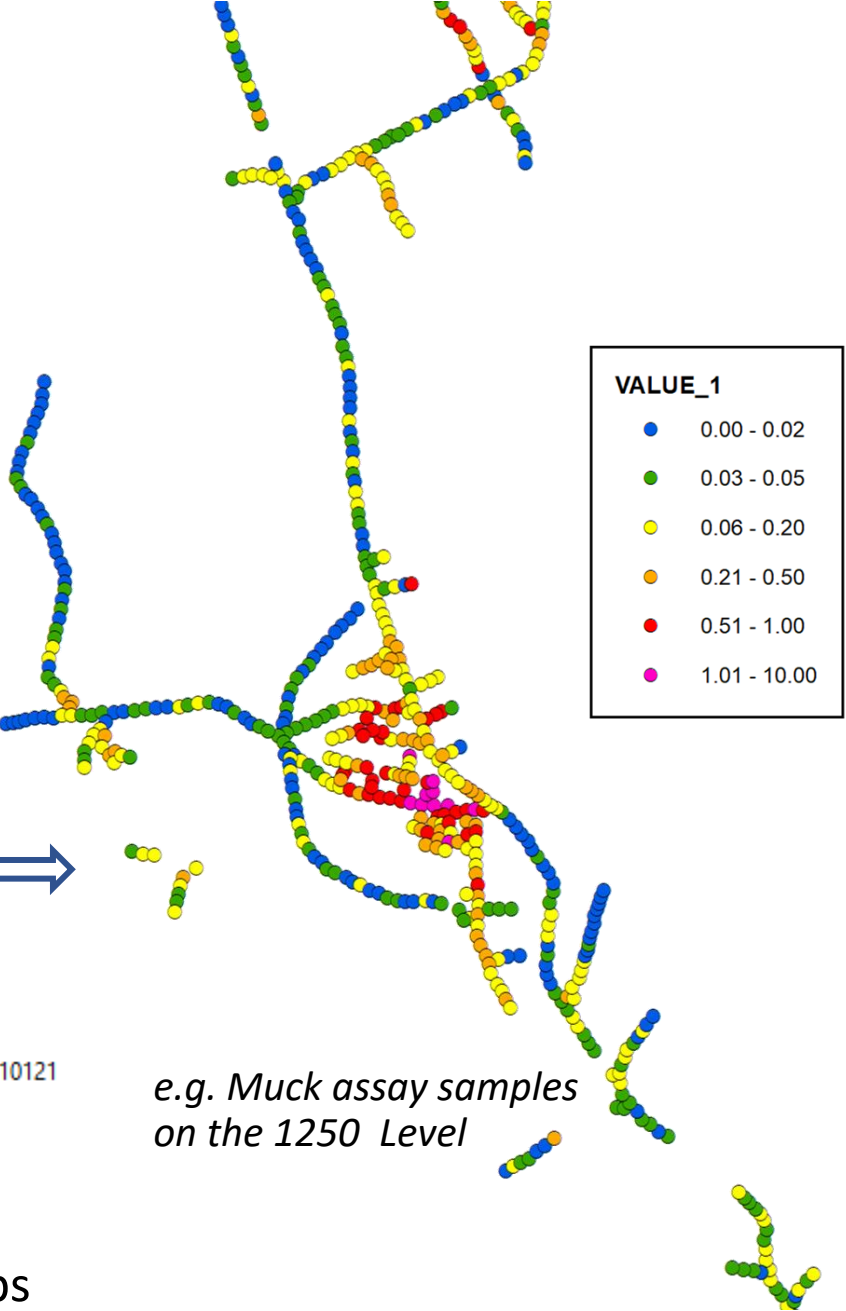 VALUE_1
0.00 - 0.02
0.03 - 0.05
0.06 - 0.20
0.21 - 0.50
0.51 - 1.00
1.01 - 10.00
10121
e.g. Muck assay samples
on the 1250 Level
os